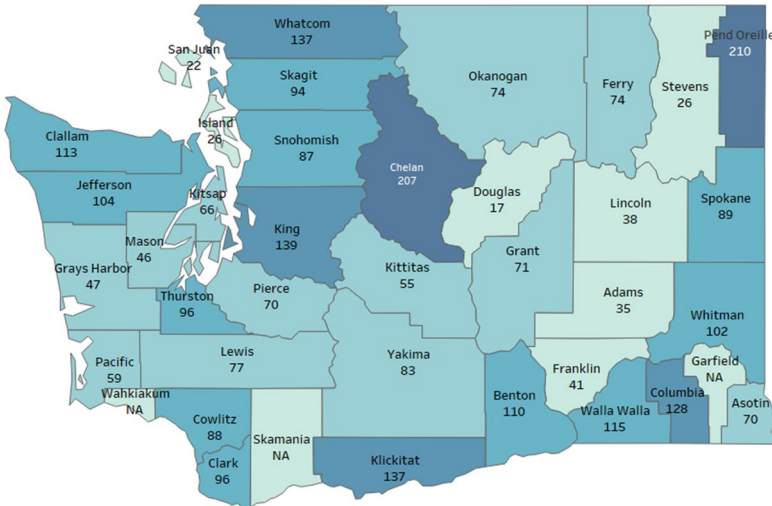 Whatcom
137
Pend Oreille
210
San Juan
22
Skagit
94
Okanogan
74
Ferry
74
Stevens
26
Island
26
Clallam
113
Snohomish
87
Chelan
207
Jefferson
104
Kitsap
66
Douglas
17
Lincoln
38
Spokane
89
King
139
Mason
46
Grant
71
Grays Harbor
47
Kittitas
55
Thurston
96
Pierce
70
Adams
35
Whitman
102
Lewis
77
Yakima
83
Pacific
59
Franklin
41
Garfield
NA
Wahkiakum
NA
Benton
110
Columbia
128
Asotin
70
Cowlitz
88
Walla Walla
115
Skamania
NA
Clark
96
Klickitat
137